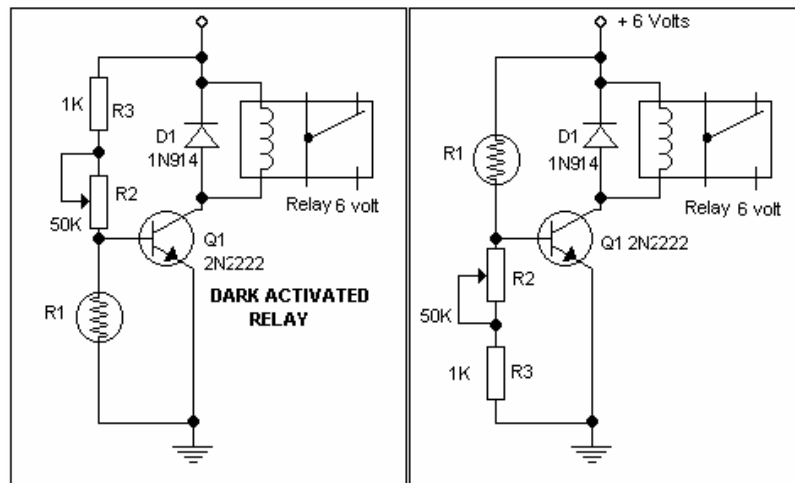 1K
R3
D1
1N914
R2
50K
Relay 6 volt
Q1
2N2222
R1
DARK ACTIVATED
RELAY
+ 6 Volts
R1
D1
1N914
Relay 6 volt
Q1 2N2222
R2
50K
1K
R3